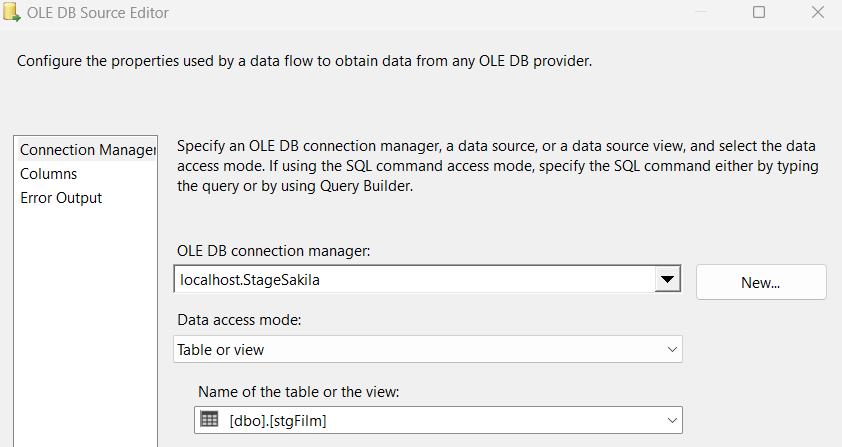 OLE DB Source Editor
Configure the properties used by a data flow to obtain data from any OLE DB provider.
Connection Manager
Columns
Error Output
Specify an OLE DB connection manager, a data source, or a data source view, and select the data
access mode. If using the SQL command access mode, specify the SQL command either by typing
the query or by using Query Builder.
OLE DB connection manager:
localhost.StageSakila
New...
Data access mode:
Table or view
Name of the table or the view:
[dbo].[stgFilm]